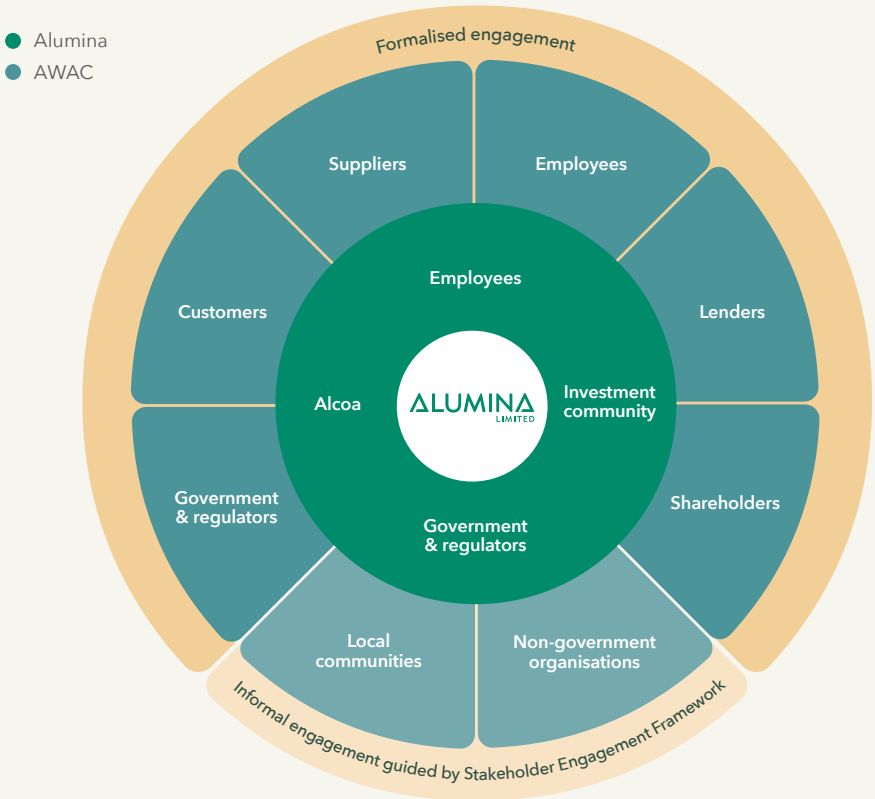 Alumina
AWAC
Formalised engagement
Suppliers
Employees
Customers
Lenders
Employees
Alcoa
ALUMINA
LIMITED
Investment
community
Government
& regulators
Shareholders
Government
& regulators
Local
communities
Non-government
organisations
Informal engagement guided by Stakeholder Engagement Framework